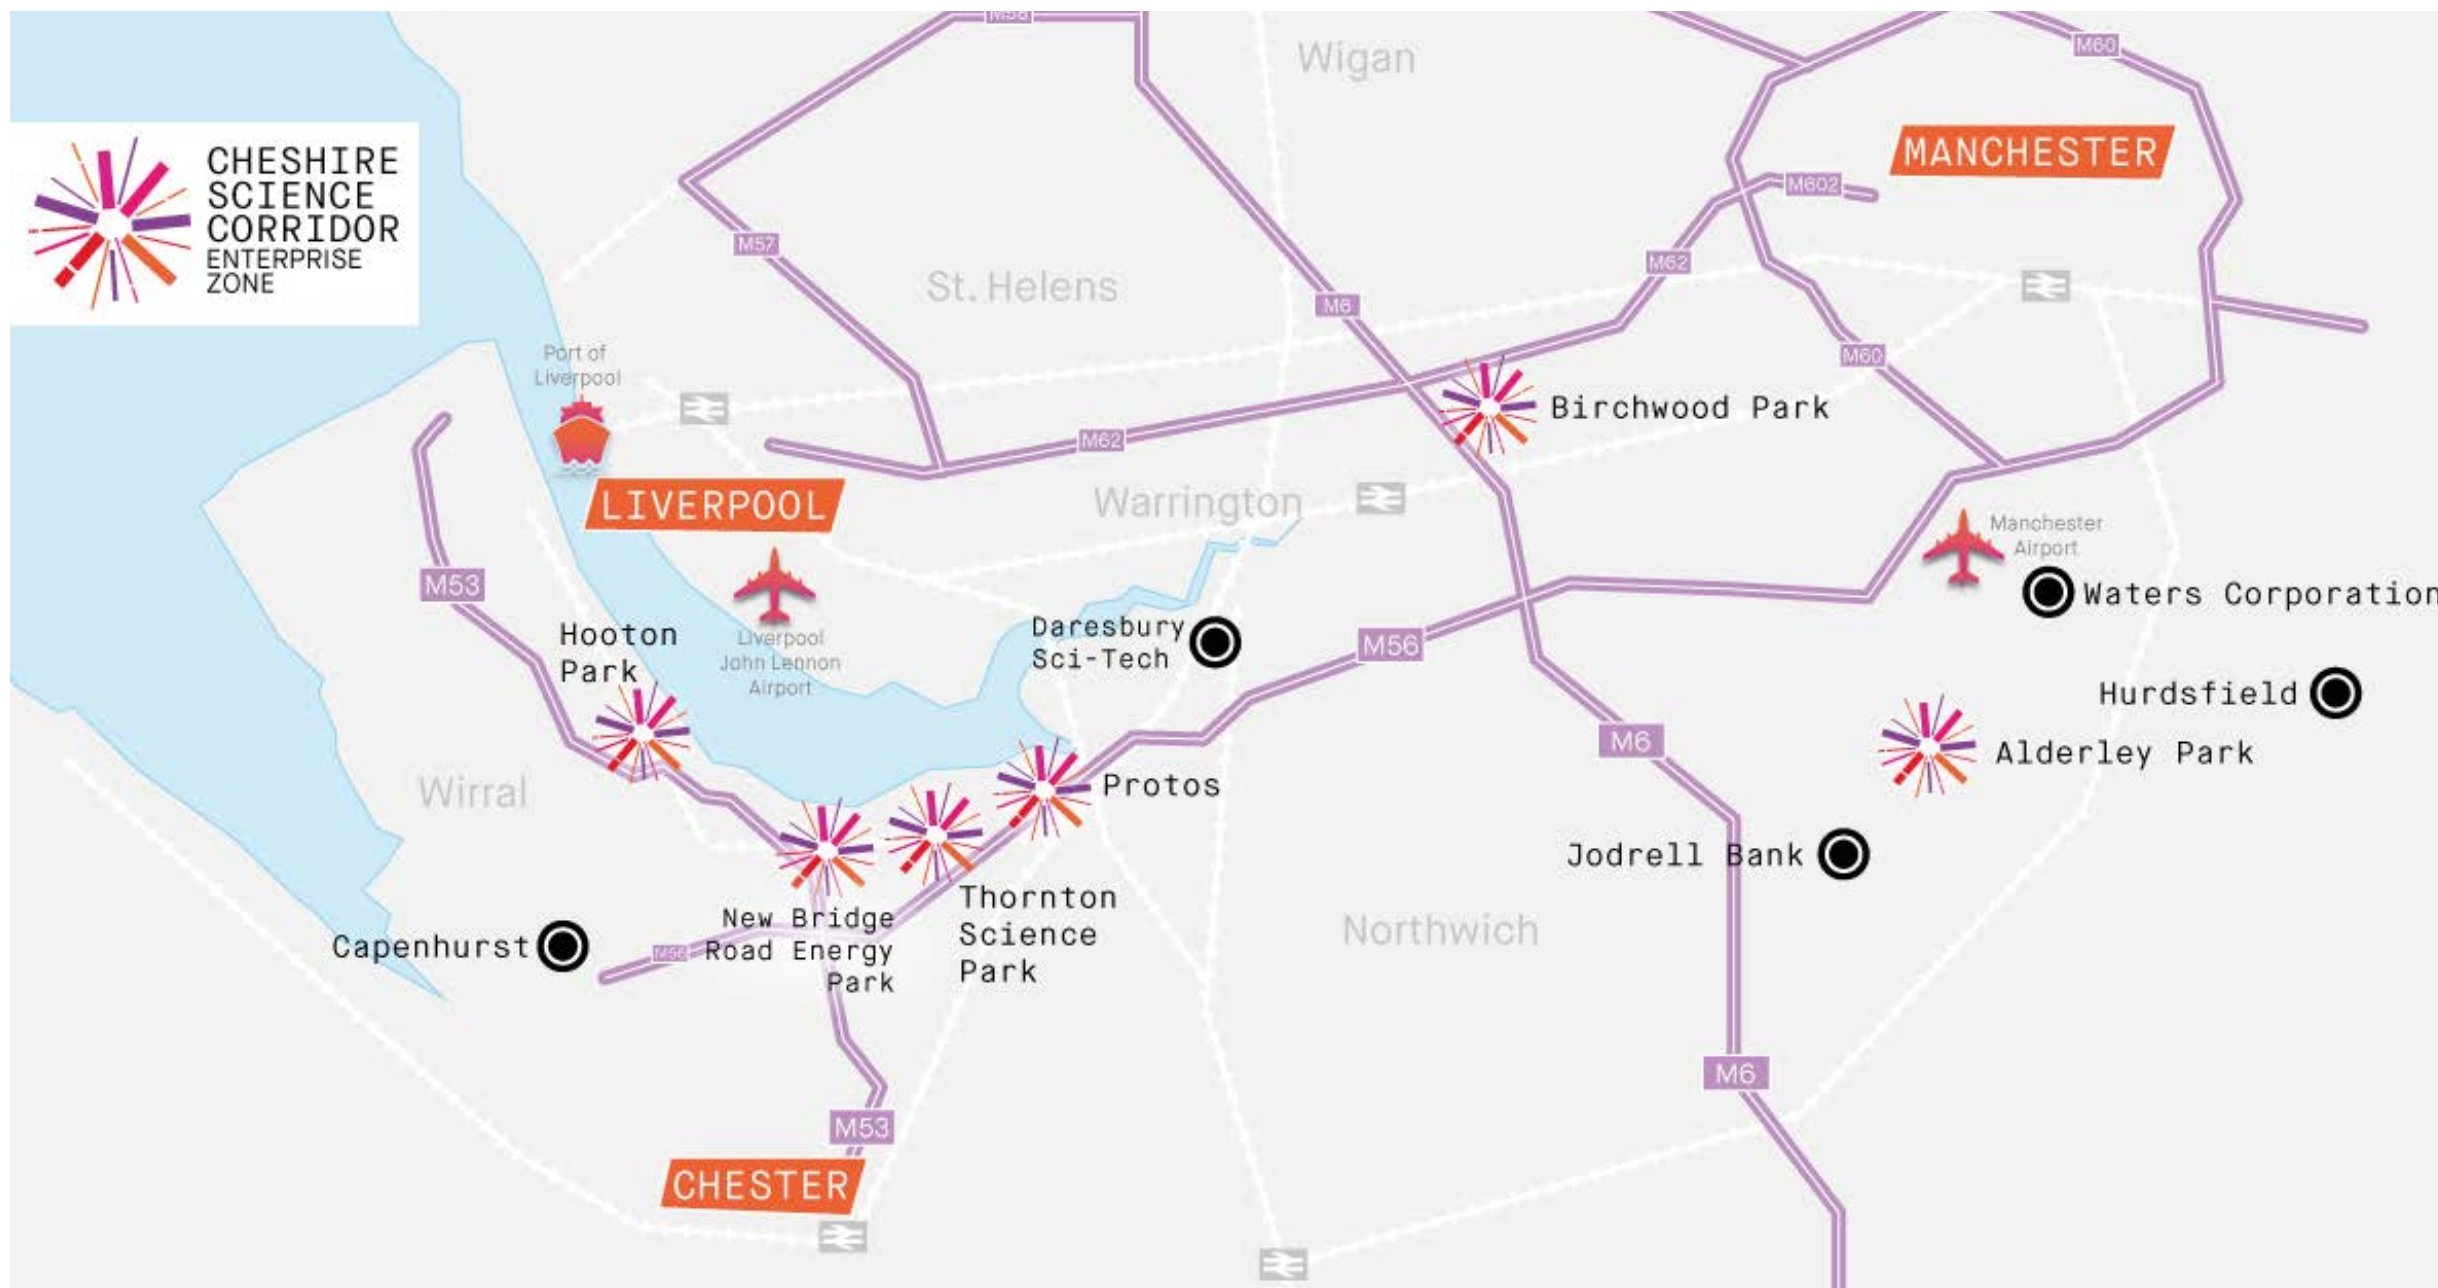 M58
Wigan
M60
CHESHIRE
SCIENCE
CORRIDOR
ENTERPRISE
ZONE
MANCHESTER
M602
M57
M62
St. Helens
M6
Port of
Liverpool
M60
Birchwood Park
M62
LIVERPOOL
Warrington
Manchester
Airport
M53
Waters Corporation
Hooton
Park
Liverpool
John Lennon
Airport
Daresbury
Sci-Tech
M56
Hurdsfield
M6
Alderley Park
Wirral
Protos
Jodrell Bank
Thornton
Science
Park
New Bridge
Road Energy
Park
Northwich
Capenhurst
M56
M6
M53
CHESTER